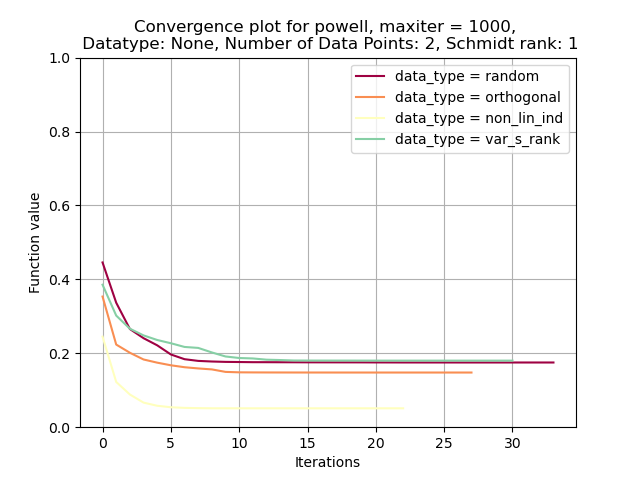 Convergence plot for powell, maxiter = 1000,
Datatype: None, Number of Data Points: 2, Schmidt rank: 1
1.0
0.8
0.6
0.4
0.2
0.0
Function value
data_type = random
data_type = orthogonal
data_type = non_lin_ind
data_type = var_s_rank
0 5 10 15 20 25 30
Iterations